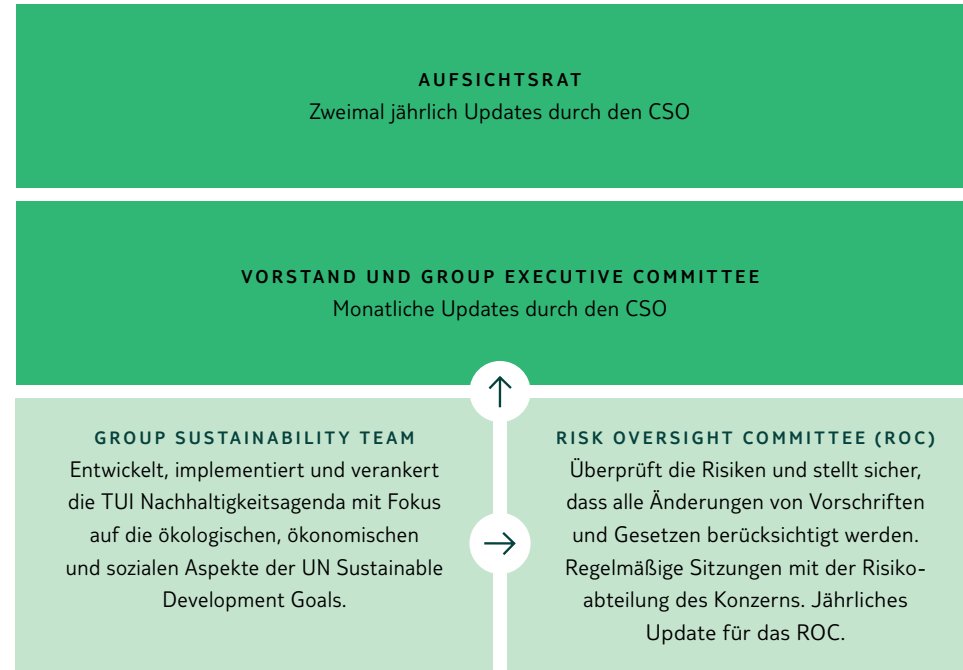 AUFSICHTSRAT
Zweimal jährlich Updates durch den CSO
VORSTAND UND GROUP EXECUTIVE COMMITTEE
Monatliche Updates durch den CSO
GROUP SUSTAINABILITY TEAM
Entwickelt, implementiert und verankert
die TUI Nachhaltigkeitsagenda mit Fokus
auf die ökologischen, ökonomischen
und sozialen Aspekte der UN Sustainable
Development Goals.
RISK OVERSIGHT COMMITTEE (ROC)
Überprüft die Risiken und stellt sicher,
dass alle Änderungen von Vorschriften
und Gesetzen berücksichtigt werden.
Regelmäßige Sitzungen mit der Risiko-
abteilung des Konzerns. Jährliches
Update für das ROC.